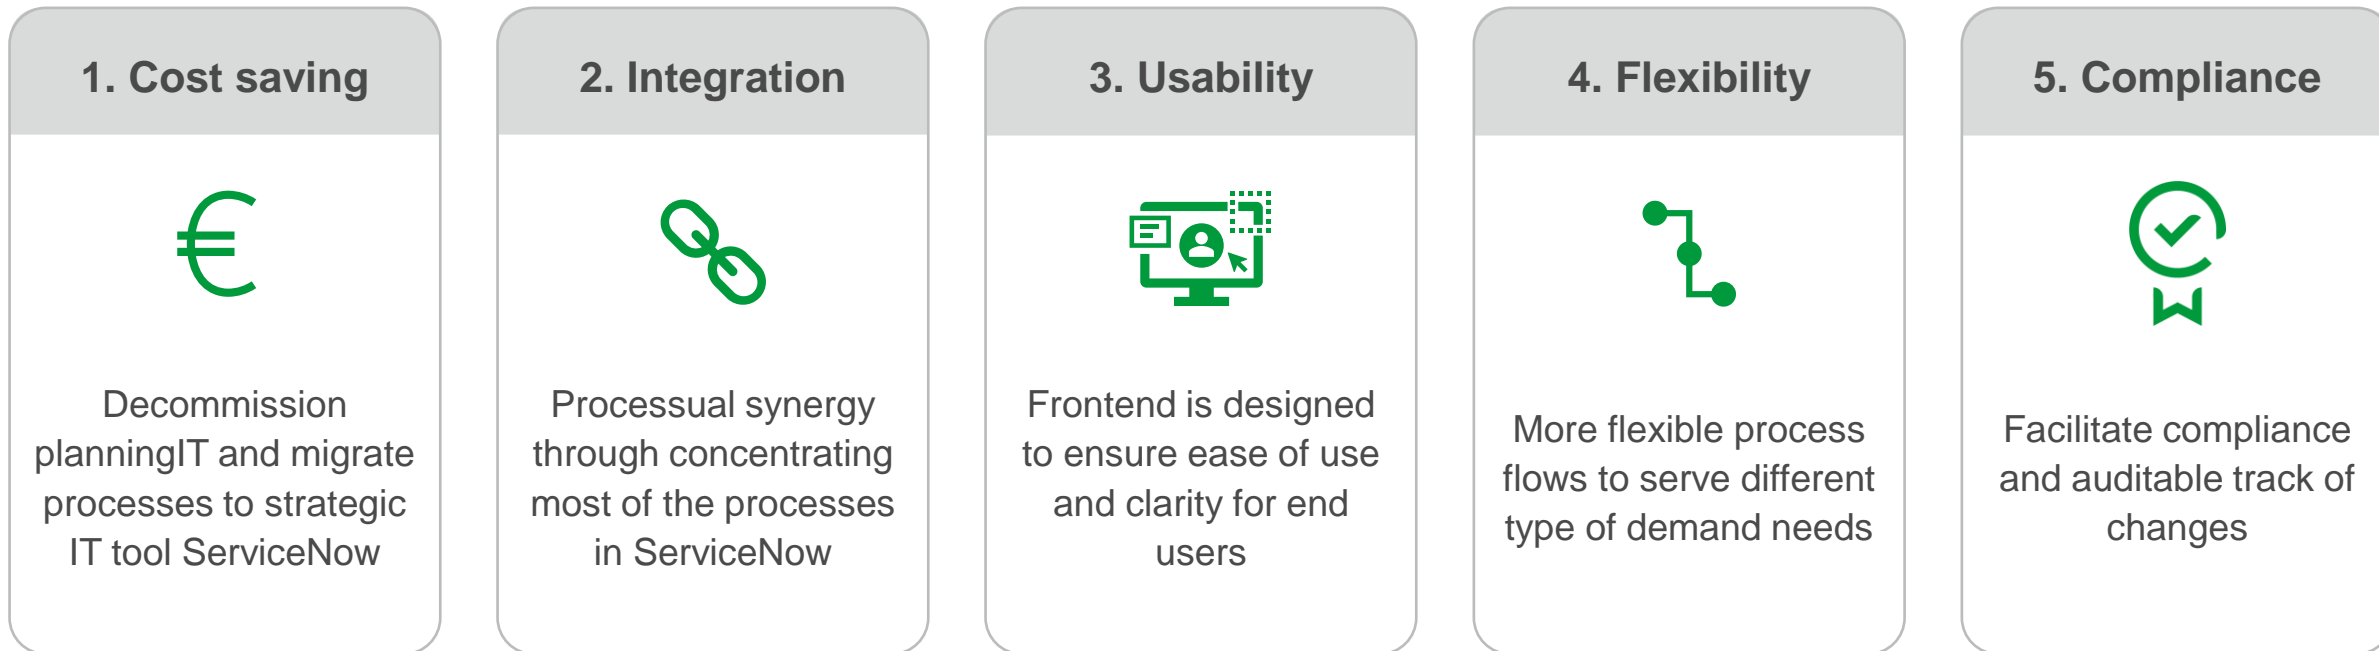 1. Cost saving
Decommission
planningIT and migrate
processes to strategic
IT tool ServiceNow
2. Integration
Processual synergy
through concentrating
most of the processes
in ServiceNow
3. Usability
Frontend is designed
to ensure ease of use
and clarity for end
users
4. Flexibility
More flexible process
flows to serve different
type of demand needs
5. Compliance
Facilitate compliance
and auditable track of
changes